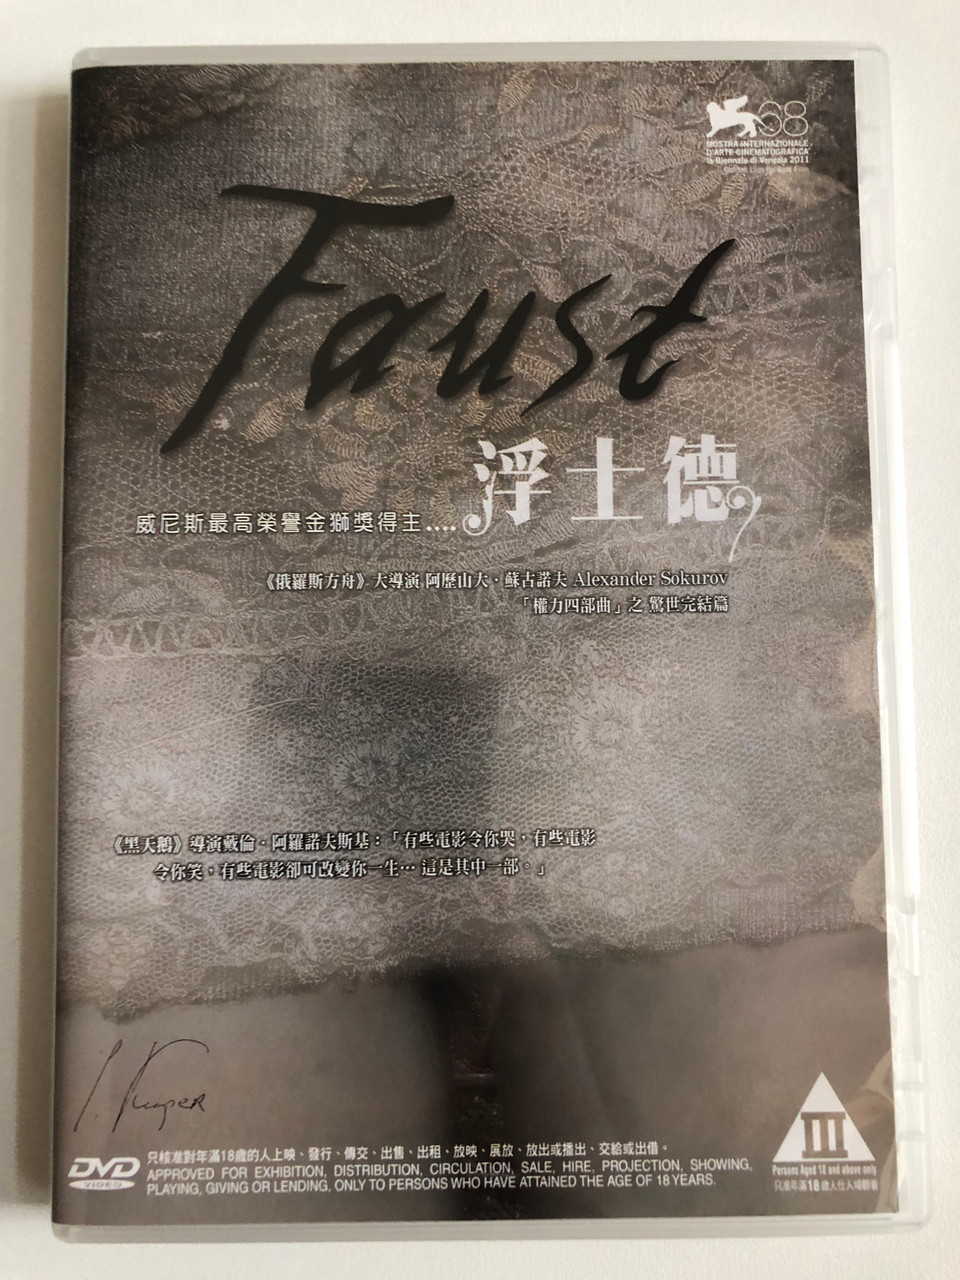 68
MOSTRA INTERNAZIONALE
D'ARTE CINEMATOGRAFICA
la Biennale di Venezia 2011
Golden Lion for Best Film
Faust
浮士德
威尼斯最高榮譽金獅獎得主....
《俄羅斯方舟》大導演 阿歷山大·蘇古諾夫 Alexander Sokurov
「權力四部曲」之 驚世完結篇
《黑天鵝》導演戴倫·阿羅諾夫斯基：「有些電影令你哭，有些電影
令你笑，有些電影卻可改變你一生… 這是其中一部。」
III
Persons Aged 18 and above only
只准年滿18歲人仕入場觀看
DVD
VIDEO
只核准對年滿18歲的人上映、發行、傳交、出售、出租、放映、展放、放出或播出、交給或出借。
APPROVED FOR EXHIBITION, DISTRIBUTION, CIRCULATION, SALE, HIRE, PROJECTION, SHOWING,
PLAYING, GIVING OR LENDING, ONLY TO PERSONS WHO HAVE ATTAINED THE AGE OF 18 YEARS.